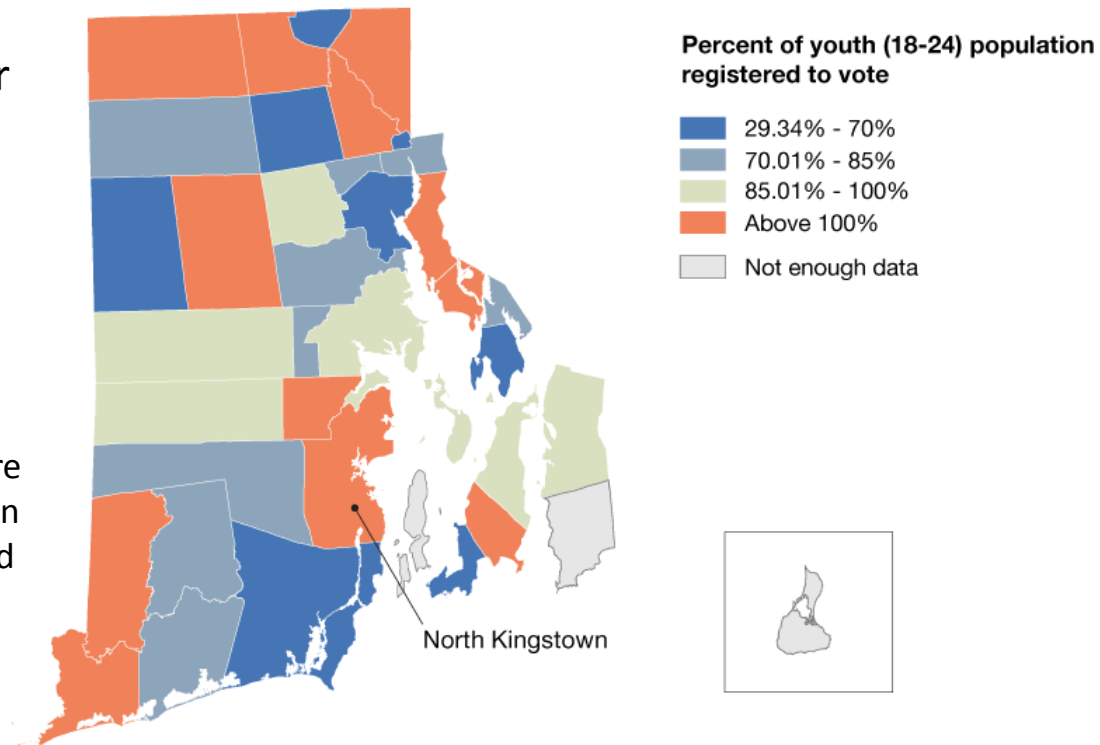 r
re
n
d
Percent of youth (18-24) population
registered to vote
29.34% - 70%
70.01% - 85%
85.01% - 100%
Above 100%
Not enough data
North Kingstown